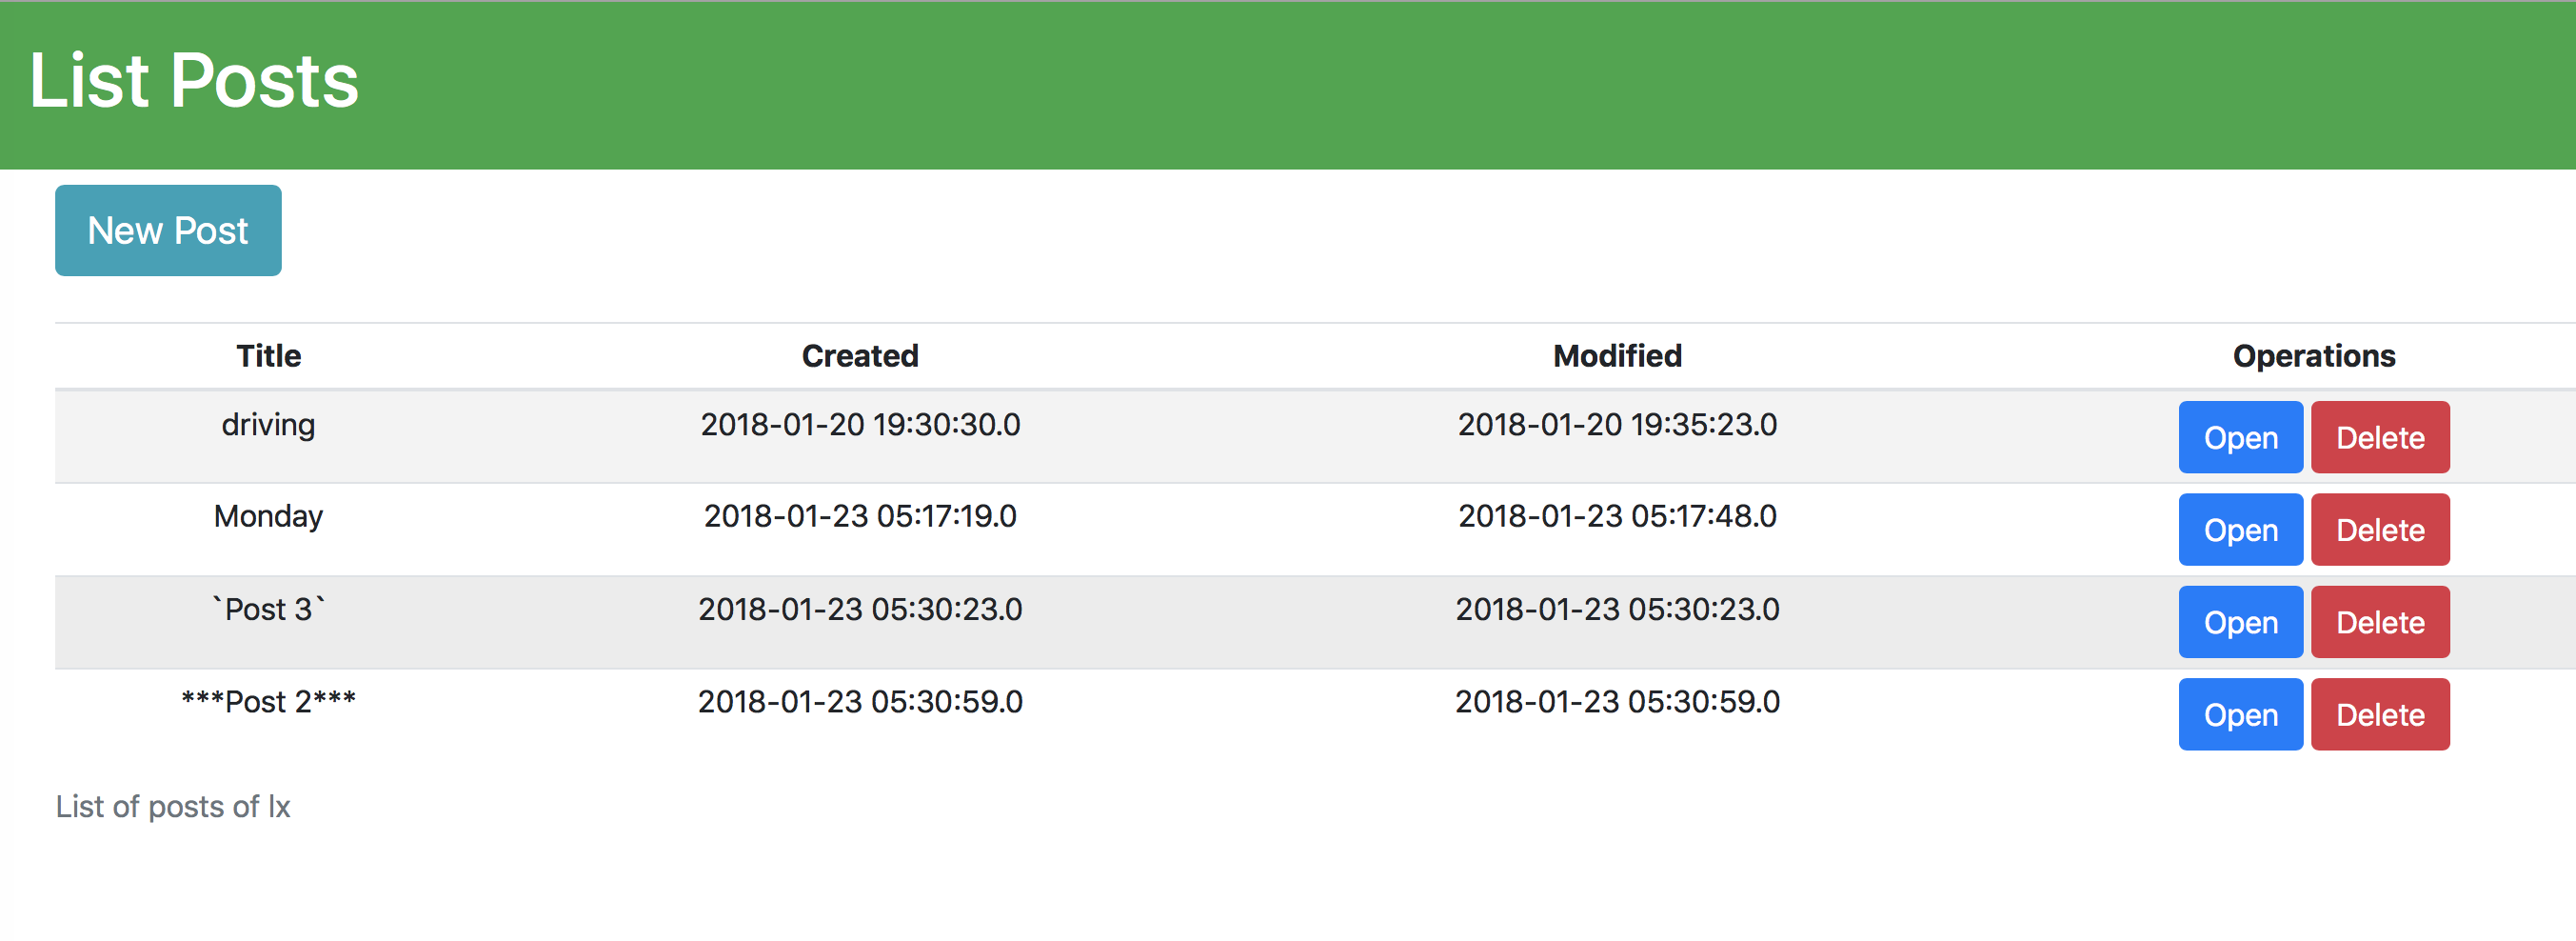 List Posts
New Post
Title Created Modified Operations
driving 2018-01-20 19:30:30.0 2018-01-20 19:35:23.0 Open Delete
Monday 2018-01-23 05:17:19.0 2018-01-23 05:17:48.0 Open Delete
`Post 3` 2018-01-23 05:30:23.0 2018-01-23 05:30:23.0 Open Delete
***Post 2*** 2018-01-23 05:30:59.0 2018-01-23 05:30:59.0 Open Delete
List of posts of lx